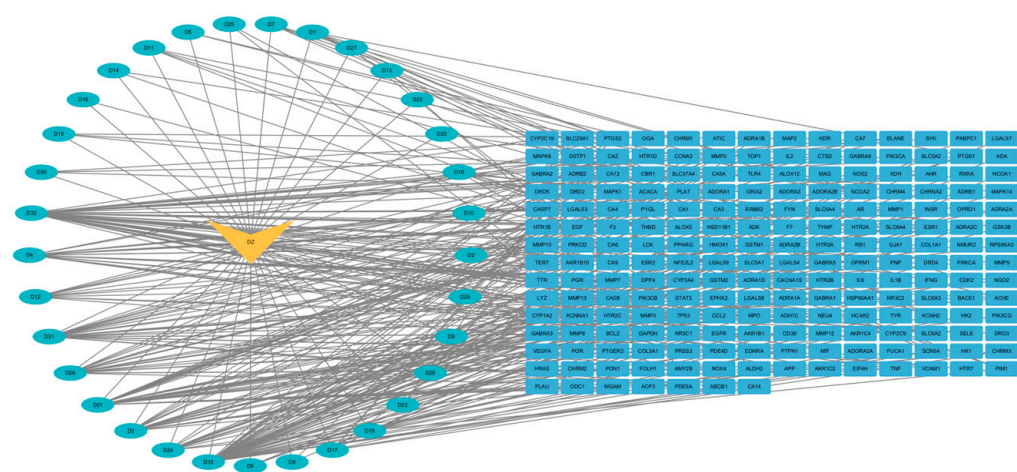 D25
D7
D1
D5
D11
D27
D14
D13
D16
D23
D19
D20
D30
D18
D32
D10
DZ
D4
D2
D12
D26
D31
D9
D29
D28
D21
D22
D3
D15
D24
D17
D33
D6
D8
CYP2C19 SLC29A1 PTGS2 OGA CHRM1 ATIC ADRA1B MAP2 KDR CA7 ELANE SYK PABPC1 LGALS7
MAPK8 GSTP1 CA2 HTR1D CCNA2 MMP2 TOP1 IL2 CTSD GABRA6 PIK3CA SLC5A2 PTGS1 ADA
GABRA2 ADRB2 CA12 CBR1 SLC37A4 CA5A TLR4 ALOX12 MAG NOS2 XDH AHR RXRA NCOA1
DRD5 DRD2 MAPK1 ACACA PLAT ADORA1 GRIA2 ADORA3 ADORA2B NCOA2 CHRM4 CHRNA2 ADRB1 MAPK14
CASP7 LGALS3 CA4 PYGL CA1 CA3 ERBB2 FYN SLC5A4 AR MMP1 INSR OPRD1 ADRA2A
HTR1B EGF F3 THBD ALOX5 HSD11B1 ADK F7 TYMP HTR2A SLC6A4 ESR1 ADRA2C GSK3B
MMP10 PRKCD CA6 LCK PPARG HMOX1 GSTM1 ADRA2B HTR3A RB1 GJA1 COL1A1 NMUR2 RPS6KA3
TERT AKR1B10 CA9 ESR2 NFE2L2 LGALS9 SLC5A1 LGALS4 GABRA5 OPRM1 PNP DRD4 PRKCA MMP9
TTR PGR MMP7 DPP4 CYP3A4 GSTM2 ADRA1D CACNA1S HTR2B IL6 IL1B IFNG CDK2 NQO2
LYZ MMP13 CA5B PIK3CB STAT3 EPHX2 LGALS8 ADRA1A GABRA1 HSP90AA1 NR3C2 SLC6A3 BACE1 ACHE
CYP1A2 KCNMA1 HTR2C MMP3 TP53 CCL2 MPO ADH1C NEU4 HCAR2 TYR KCNH2 HK2 PIK3CG
GABRA3 MMP8 BCL2 GAPDH NR3C1 EGFR AKR1B1 CD36 MMP12 AKR1C4 CYP2C9 SLC6A2 SELE DRD3
VEGFA POR PTGER3 COL3A1 PRSS3 PDE4D EDNRA PTPN1 MIF ADORA2A FUCA1 SCN5A HK1 CHRM3
HRAS CHRM2 PON1 FOLH1 AMY2B NOX4 ALDH2 APP AKR1C2 EIF4H TNF VCAM1 HTR7 PIM1
PLAU ODC1 MGAM AOP3 PDE5A ABCB1 CA14